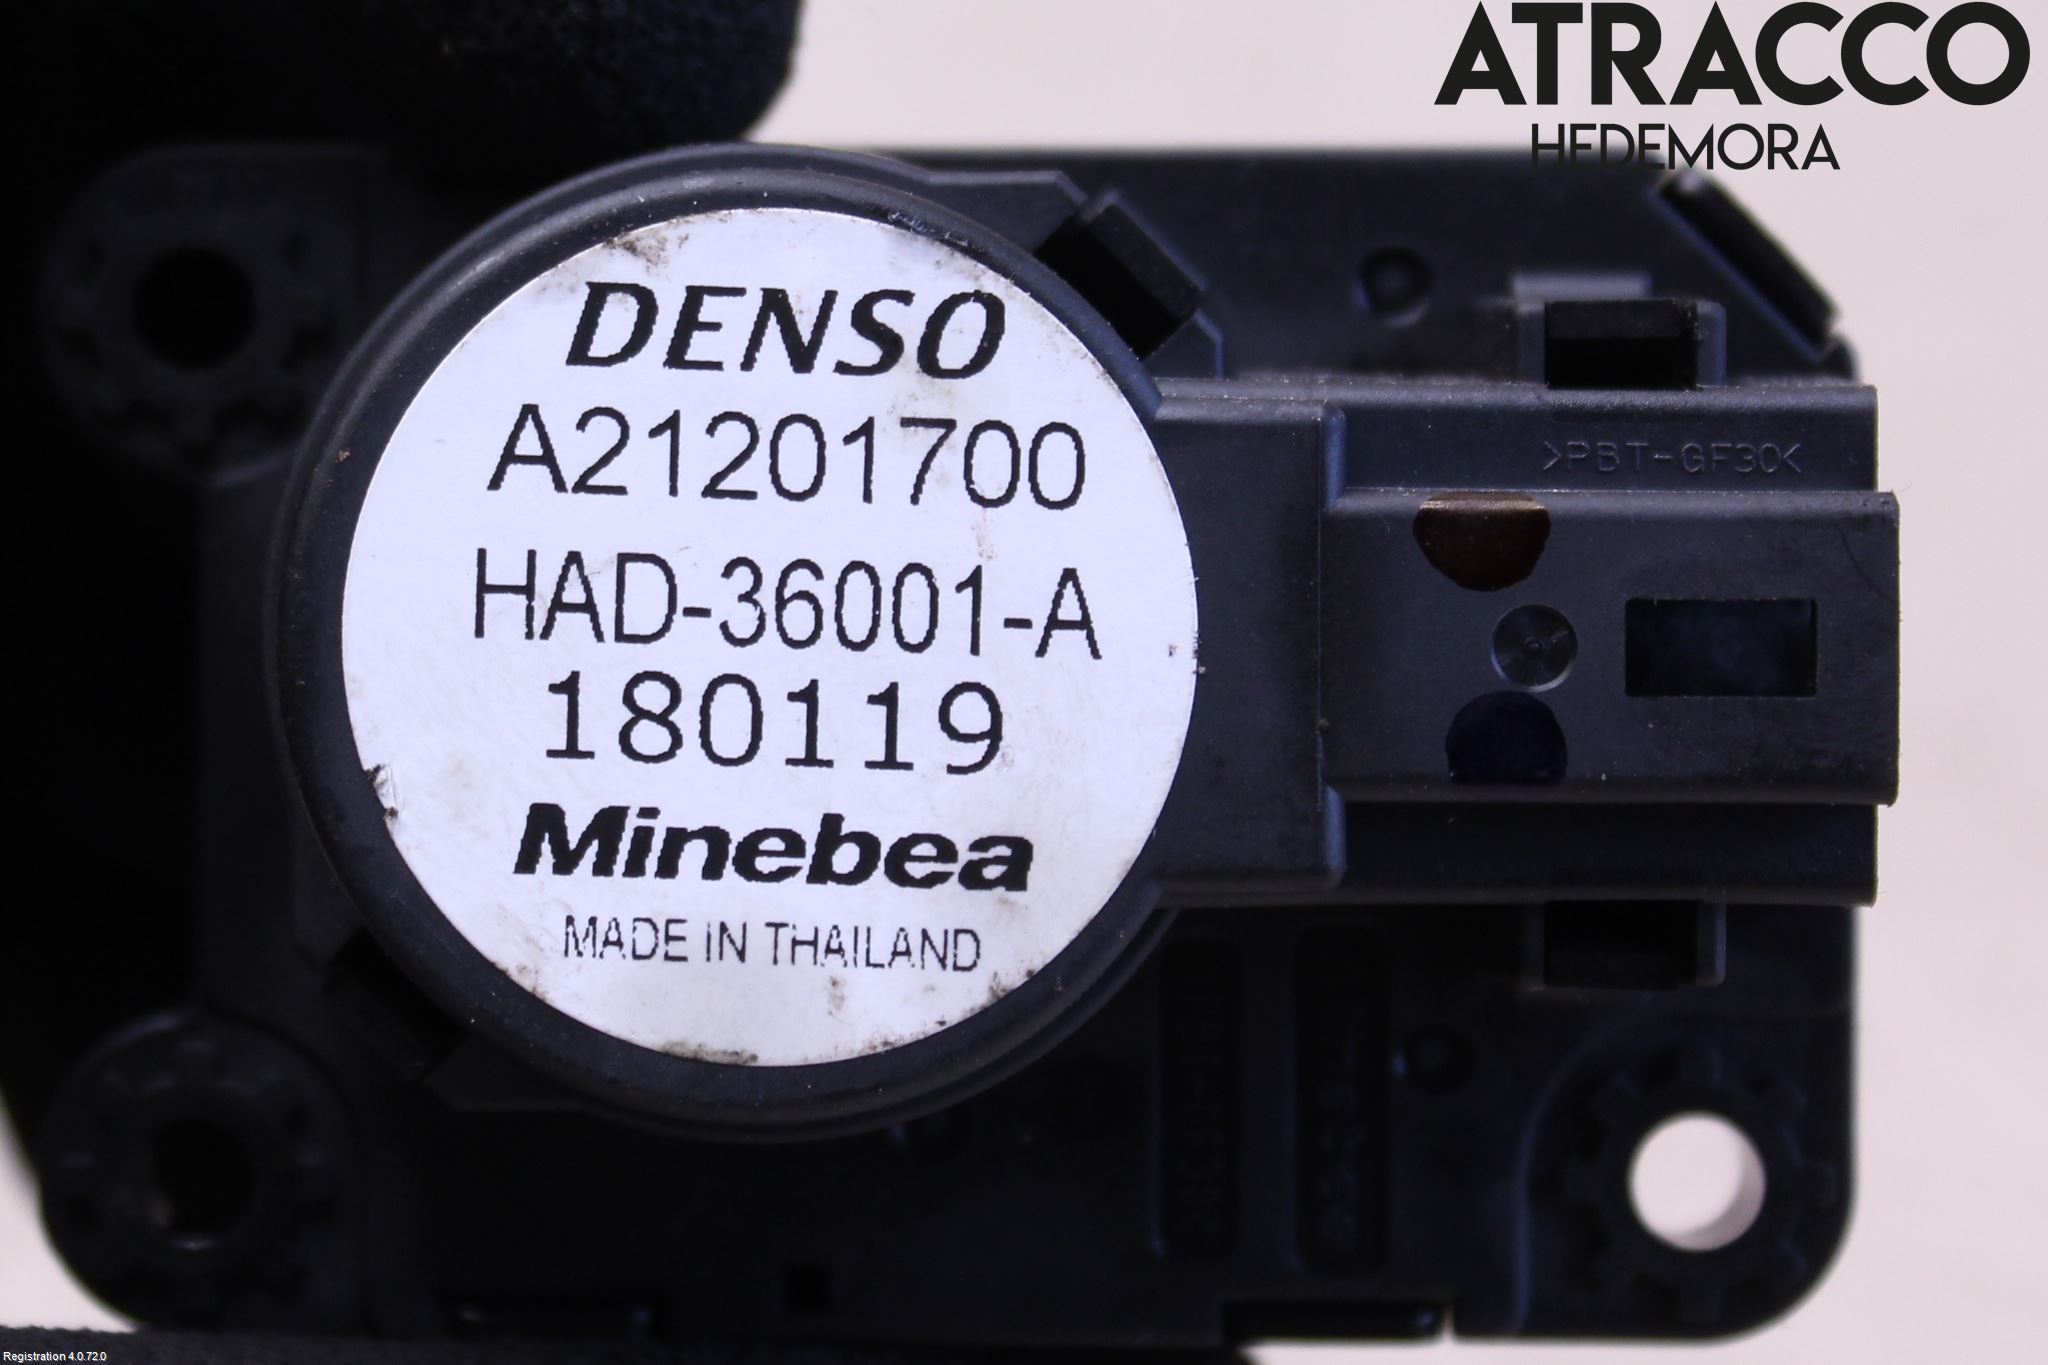 ATRACCO
HEDEMORA
DENSO
A21201700
HAD-36001-A
180119
Minebea
MADE IN THAILAND
>PBT-GF30<
Registration 4.0.72.0